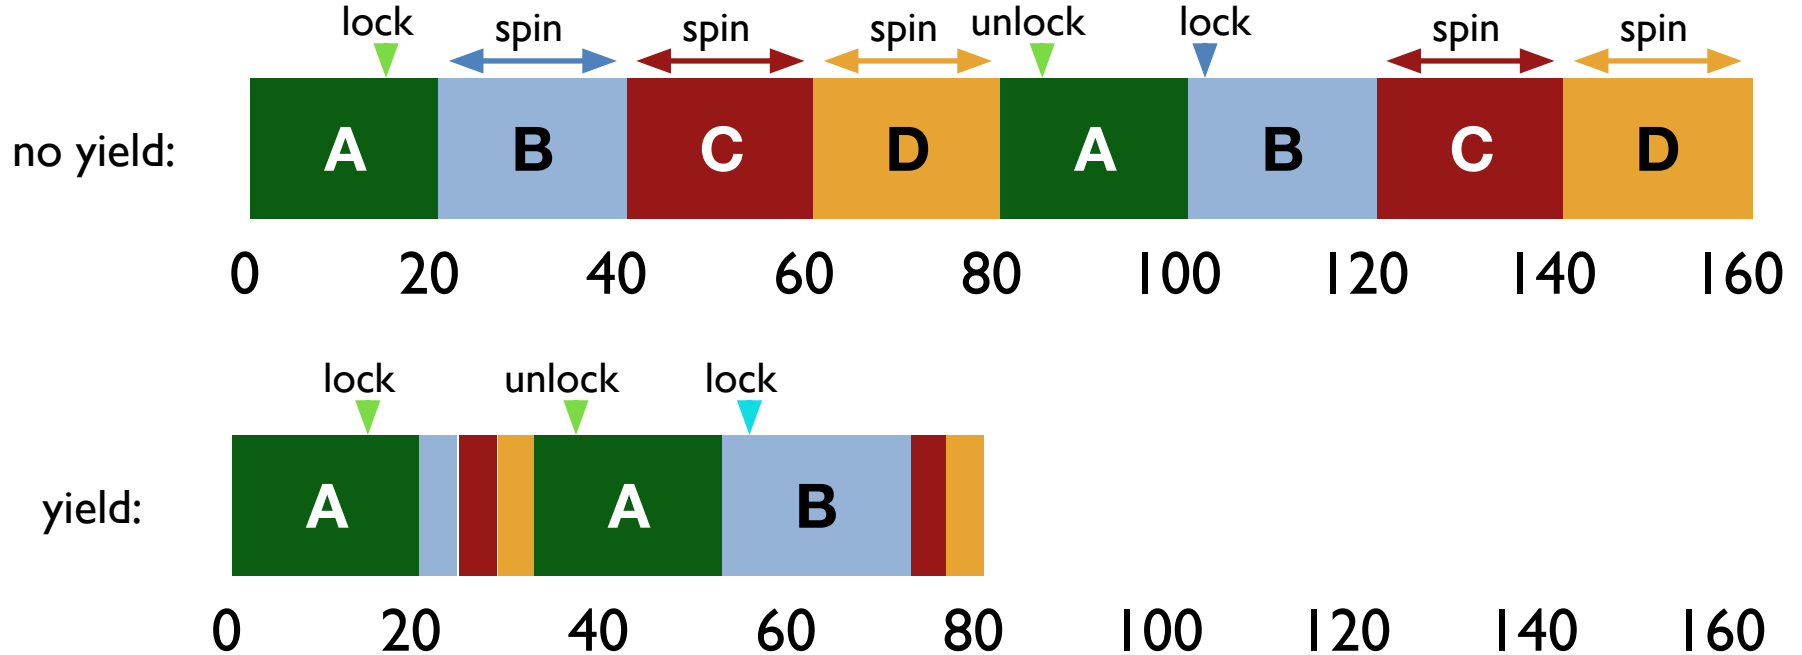 lock spin spin spin unlock lock spin spin
no yield: A B C D A B C D
0 20 40 60 80 100 120 140 160
lock unlock lock
yield: A A B
0 20 40 60 80 100 120 140 160